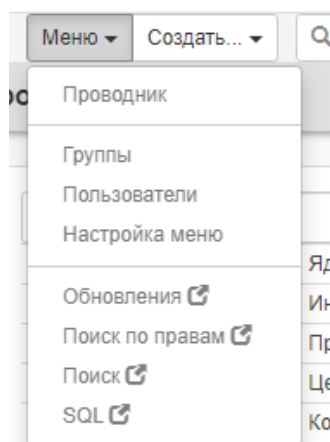 Меню Создать...
Проводник
Группы
Пользователи
Настройка меню
Обновления
Поиск по правам
Поиск
SQL